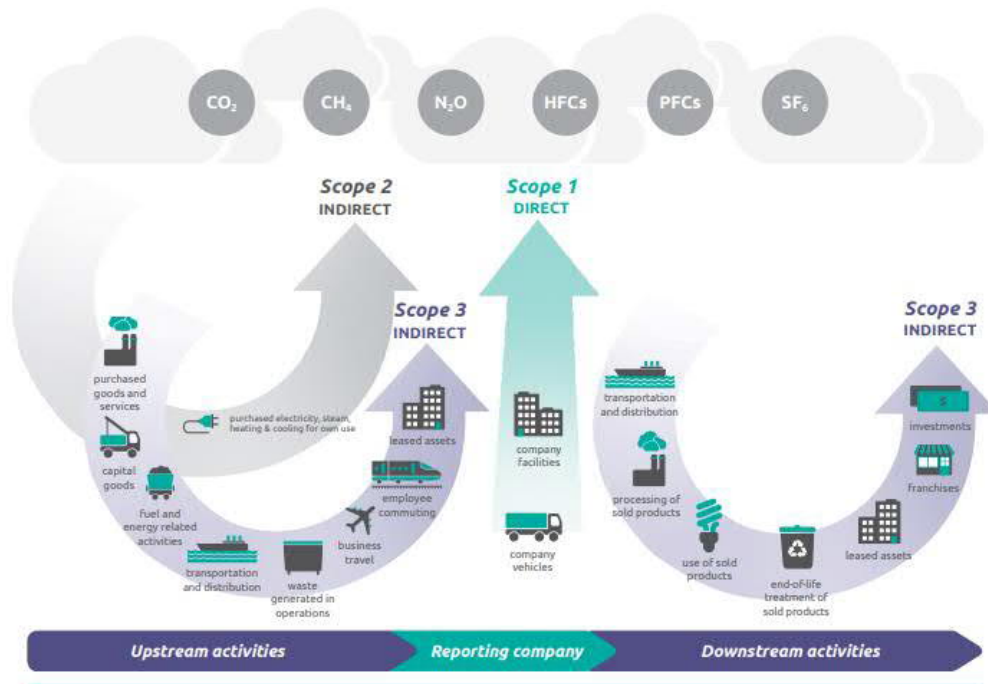 CO₂
CH₄
N₂O
HFCs
PFCs
SF₆
Scope 2
INDIRECT
Scope 1
DIRECT
Scope 3
INDIRECT
Scope 3
INDIRECT
purchased
goods and
services
capital
goods
fuel and
energy related
activities
transportation
and distribution
waste
generated in
operations
business
travel
employee
commuting
leased assets
purchased electricity, steam,
heating & cooling for own use
company
facilities
company
vehicles
transportation
and distribution
processing of
sold products
use of sold
products
end-of-life
treatment of
sold products
leased assets
franchises
$
investments
Upstream activities
Reporting company
Downstream activities